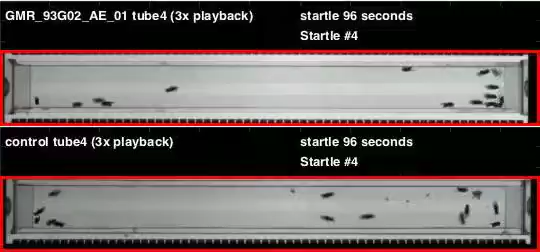 GMR_93G02_AE_01 tube4 (3x playback)
startle 96 seconds
Startle #4
control tube4 (3x playback)
startle 96 seconds
Startle #4